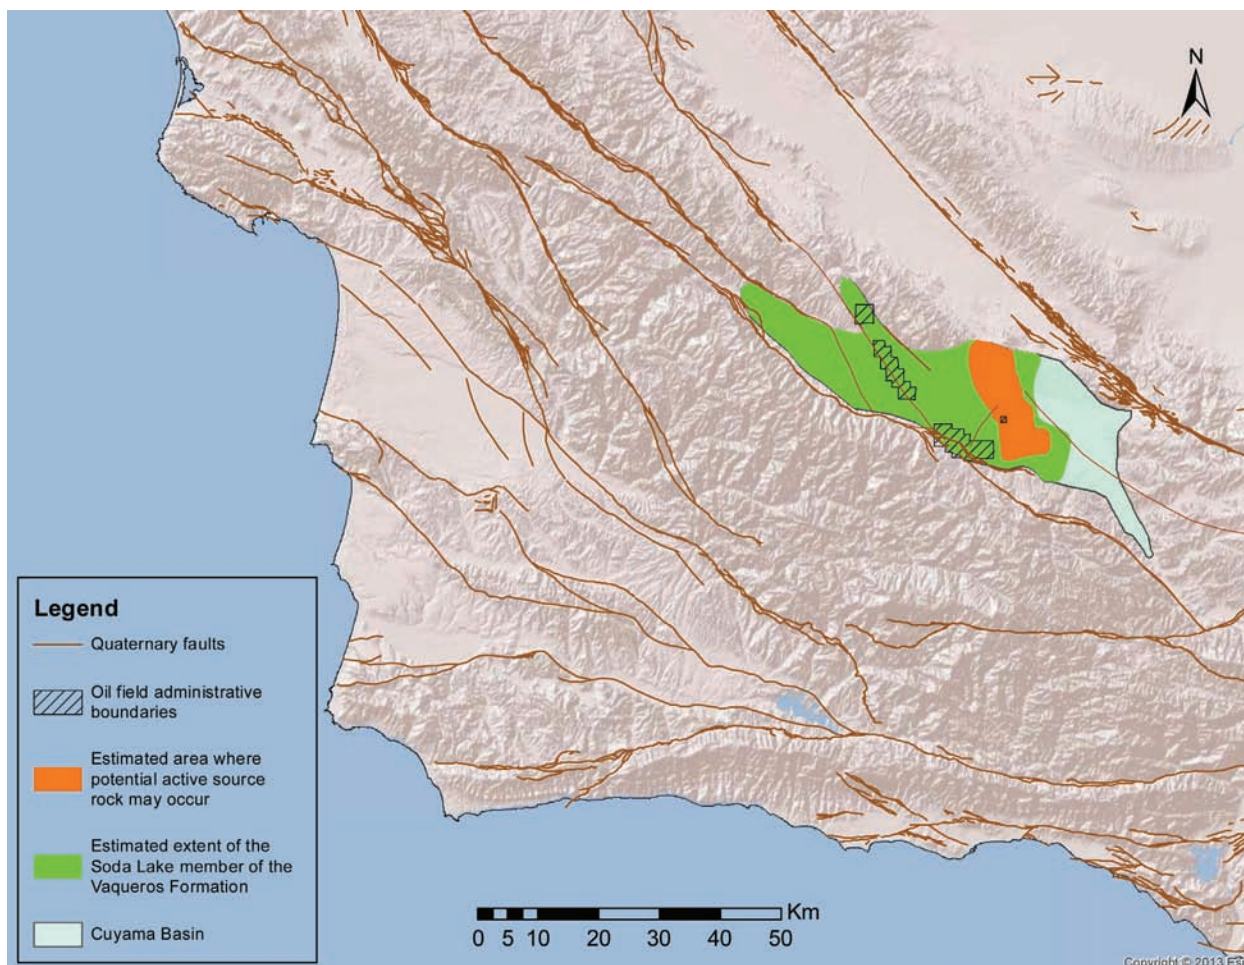 N
Legend
Quaternary faults
Oil field administrative
boundaries
Estimated area where
potential active source
rock may occur
Estimated extent of the
Soda Lake member of the
Vaqueros Formation
Cuyama Basin
Km
0 5 10 20 30 40 50
Copyright © 2013 Es